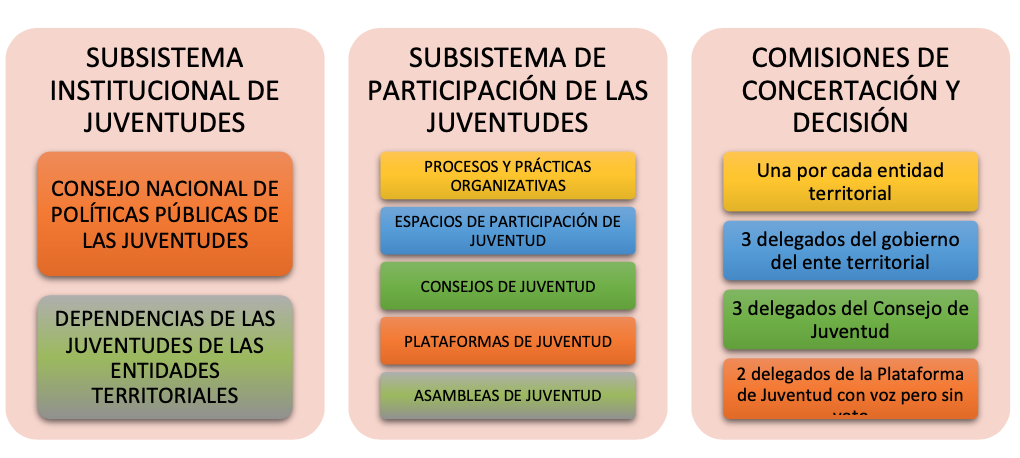 SUBSISTEMA
INSTITUCIONAL DE
JUVENTUDES
CONSEJO NACIONAL DE
POLÍTICAS PÚBLICAS DE
LAS JUVENTUDES
DEPENDENCIAS DE LAS
JUVENTUDES DE LAS
ENTIDADES
TERRITORIALES
SUBSISTEMA DE
PARTICIPACIÓN DE LAS
JUVENTUDES
PROCESOS Y PRÁCTICAS
ORGANIZATIVAS
ESPACIOS DE PARTICIPACIÓN DE
JUVENTUD
CONSEJOS DE JUVENTUD
PLATAFORMAS DE JUVENTUD
ASAMBLEAS DE JUVENTUD
COMISIONES DE
CONCERTACIÓN Y
DECISIÓN
Una por cada entidad
territorial
3 delegados del gobierno
del ente territorial
3 delegados del Consejo de
Juventud
2 delegados de la Plataforma
de Juventud con voz pero sin